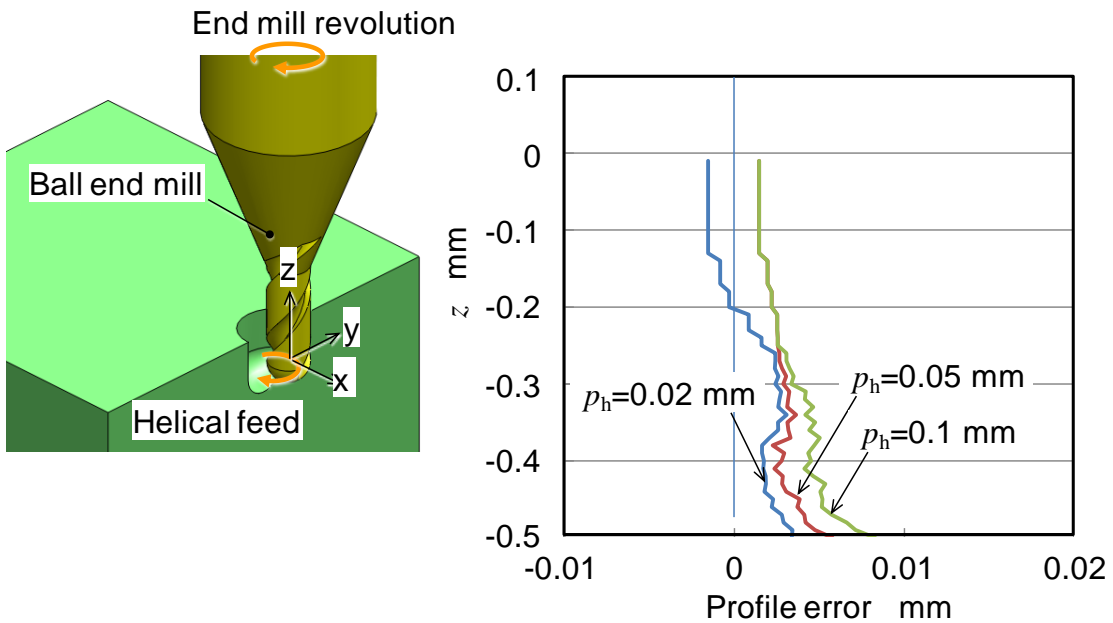 End mill revolution
Ball end mill
z
y
x
Helical feed
0.1
0
-0.1
-0.2
-0.3
-0.4
-0.5
z mm
pₕ=0.02 mm
pₕ=0.05 mm
pₕ=0.1 mm
-0.01
0
0.01
0.02
Profile error mm